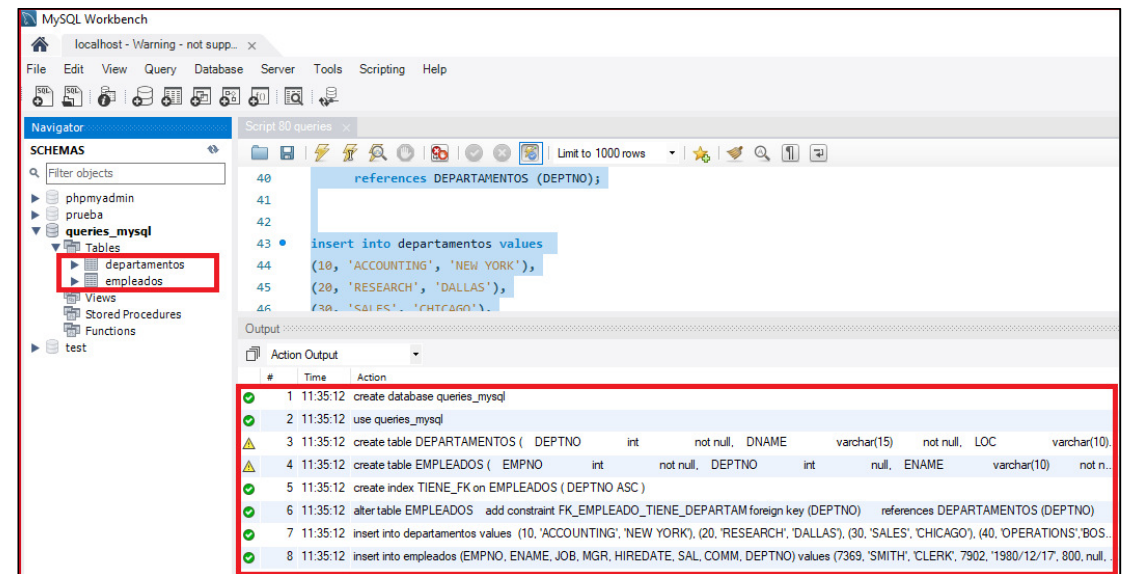 MySQL Workbench
localhost - Warning - not supp...
File Edit View Query Database Server Tools Scripting Help
Navigator
SCHEMAS
Filter objects
phpmyadmin
prueba
queries_mysql
Tables
departamentos
empleados
Views
Stored Procedures
Functions
test
Script 80 queries
Limit to 1000 rows
40 references DEPARTAMENTOS (DEPTNO);
41
42
43 insert into departamentos values
44 (10, 'ACCOUNTING', 'NEW YORK'),
45 (20, 'RESEARCH', 'DALLAS'),
46 (30, 'SALES', 'CHICAGO'),
Output
Action Output
# Time Action
1 11:35:12 create database queries_mysql
2 11:35:12 use queries_mysql
3 11:35:12 create table DEPARTAMENTOS ( DEPTNO int not null, DNAME varchar(15) not null, LOC varchar(10).
4 11:35:12 create table EMPLEADOS ( EMPNO int not null, DEPTNO int null, ENAME varchar(10) not n...
5 11:35:12 create index TIENE_FK on EMPLEADOS ( DEPTNO ASC )
6 11:35:12 alter table EMPLEADOS add constraint FK_EMPLEADO_TIENE_DEPARTAM foreign key (DEPTNO) references DEPARTAMENTOS (DEPTNO)
7 11:35:12 insert into departamentos values (10, 'ACCOUNTING', 'NEW YORK'), (20, 'RESEARCH', 'DALLAS'), (30, 'SALES', 'CHICAGO'), (40, 'OPERATIONS','BOS...
8 11:35:12 insert into empleados (EMPNO, ENAME, JOB, MGR, HIREDATE, SAL, COMM, DEPTNO) values (7369, 'SMITH', 'CLERK', 7902, '1980/12/17', 800, null, ..